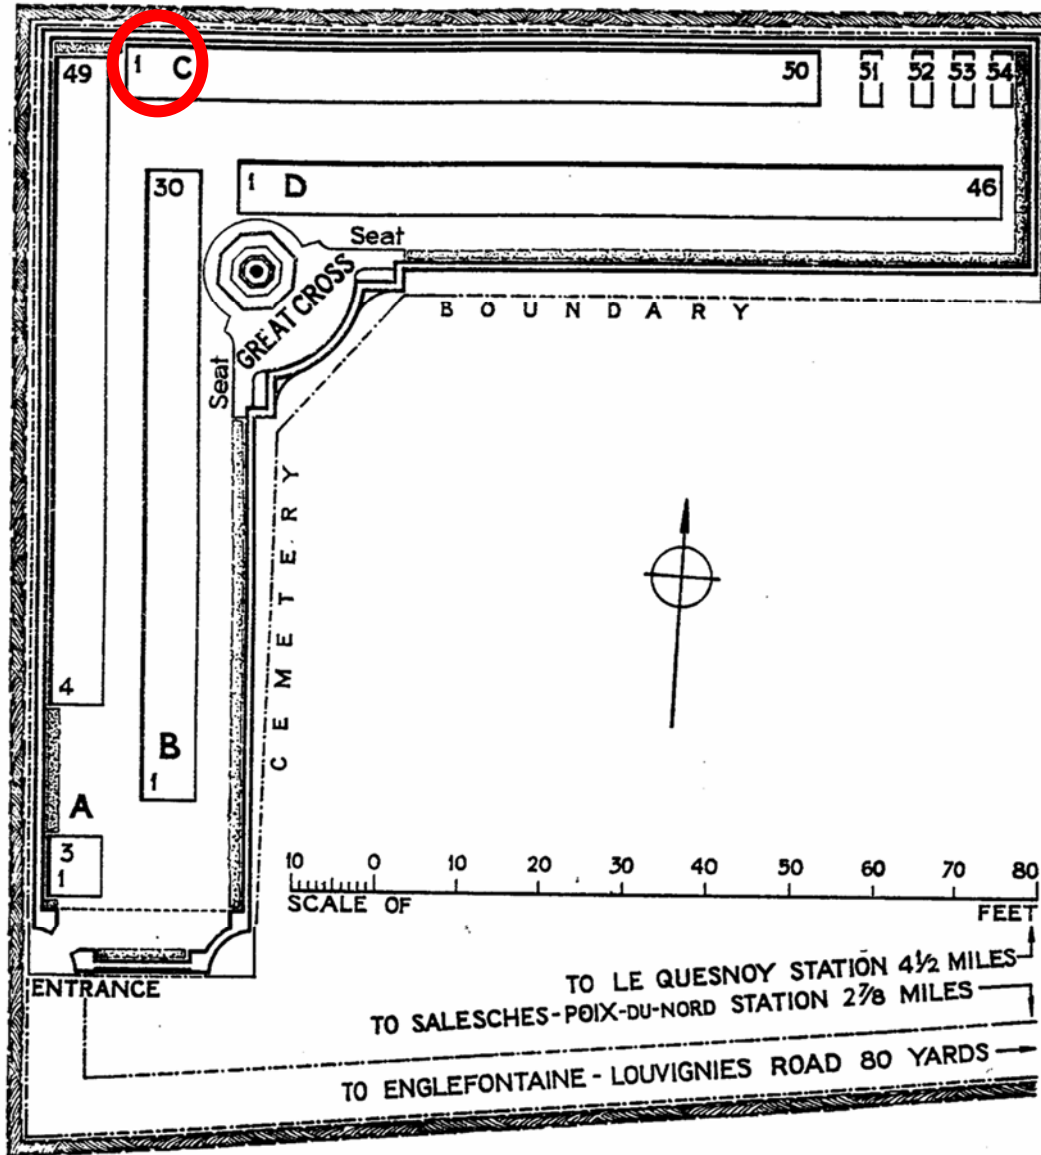 49
1 C 50
51 52 53 54
30
1 D 46
Seat
GREAT CROSS
Seat
BOUNDARY
CEMETERY
4
B
1
A
3
1
10 0 10 20 30 40 50 60 70 80
SCALE OF FEET
ENTRANCE
TO LE QUESNOY STATION 4½ MILES
TO SALESCHES-POIX-DU-NORD STATION 2⅞ MILES
TO ENGLEFONTAINE - LOUVIGNIES ROAD 80 YARDS